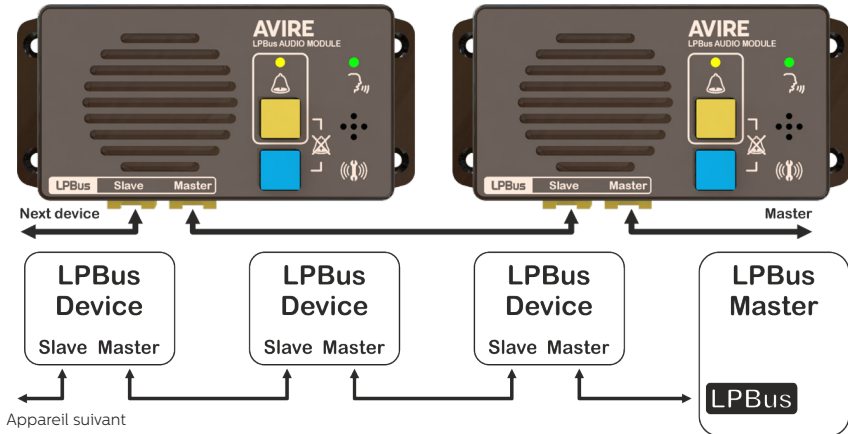 AVIRE
LPBus AUDIO MODULE
LPBus Slave Master
AVIRE
LPBus AUDIO MODULE
LPBus Slave Master
Next device
Master
LPBus
Device
Slave Master
LPBus
Device
Slave Master
LPBus
Device
Slave Master
LPBus
Master
LPBus
Appareil suivant